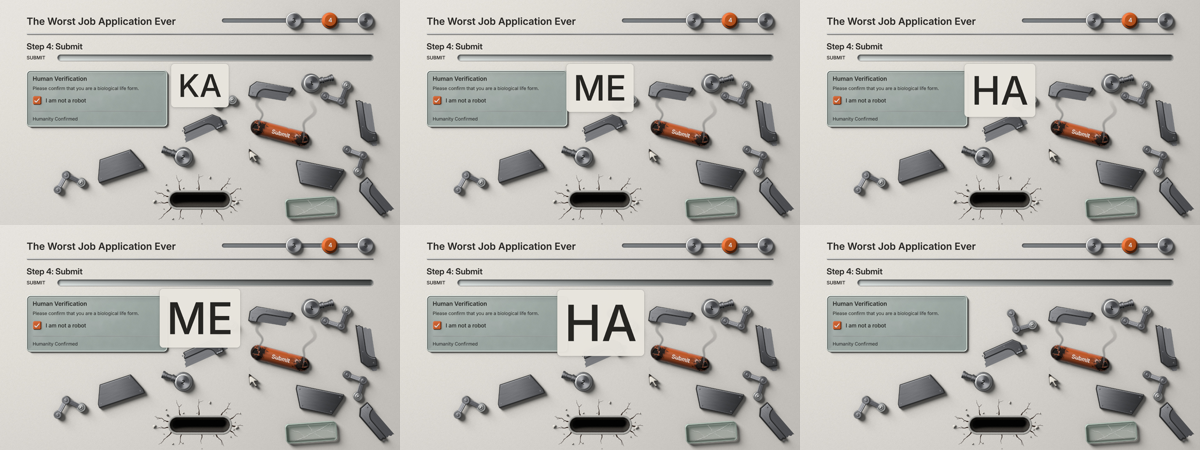 The Worst Job Application Ever
4
Step 4: Submit
SUBMIT
Human Verification
Please confirm that you are a biological life form.
I am not a robot
Humanity Confirmed
KA
Submit
The Worst Job Application Ever
4
Step 4: Submit
SUBMIT
Human Verification
Please confirm that you are a biological life form.
I am not a robot
Humanity Confirmed
ME
Submit
The Worst Job Application Ever
4
Step 4: Submit
SUBMIT
Human Verification
Please confirm that you are a biological life form.
I am not a robot
Humanity Confirmed
HA
Submit
The Worst Job Application Ever
4
Step 4: Submit
SUBMIT
Human Verification
Please confirm that you are a biological life form.
I am not a robot
Humanity Confirmed
ME
Submit
The Worst Job Application Ever
4
Step 4: Submit
SUBMIT
Human Verification
Please confirm that you are a biological life form.
I am not a robot
Humanity Confirmed
HA
Submit
The Worst Job Application Ever
4
Step 4: Submit
SUBMIT
Human Verification
Please confirm that you are a biological life form.
I am not a robot
Humanity Confirmed
Submit